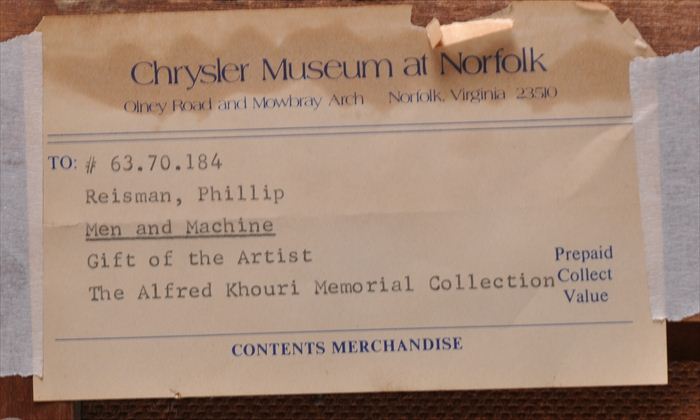 Chrysler Museum at Norfolk
Olney Road and Mowbray Arch Norfolk, Virginia 23510
TO: # 63.70.184
Reisman, Phillip
Men and Machine
Gift of the Artist
The Alfred Khouri Memorial Collection
Prepaid
Collect
Value
CONTENTS MERCHANDISE